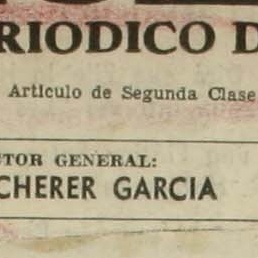 RIODICO D
Articulo de Segunda Clase
TOR GENERAL:
CHERER GARCIA